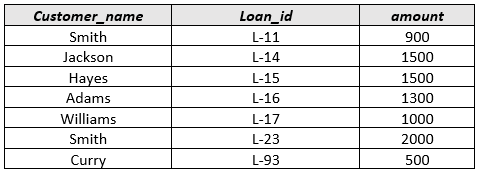 Customer_name Loan_id amount
Smith L-11 900
Jackson L-14 1500
Hayes L-15 1500
Adams L-16 1300
Williams L-17 1000
Smith L-23 2000
Curry L-93 500